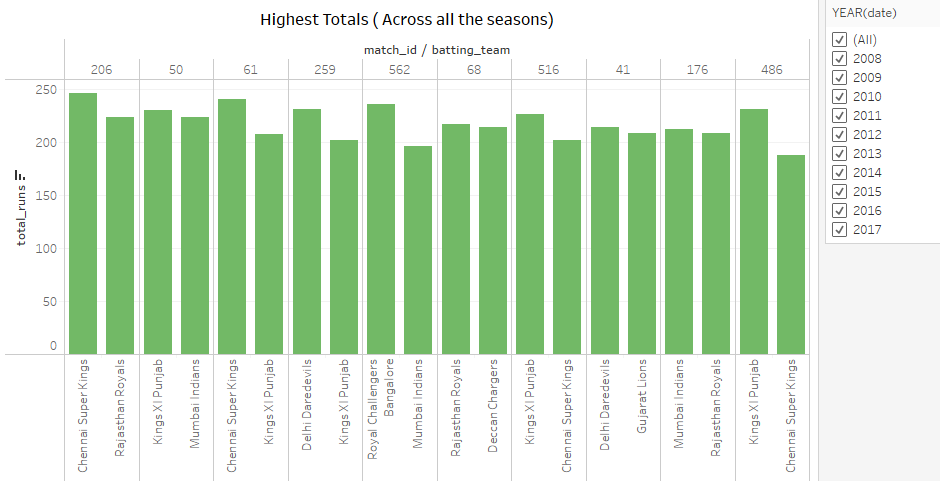 Highest Totals ( Across all the seasons)
match_id / batting_team
206 50 61 259 562 68 516 41 176 486
250
200
150
100
50
0
total_runs
Chennai Super Kings
Rajasthan Royals
Kings XI Punjab
Mumbai Indians
Chennai Super Kings
Kings XI Punjab
Delhi Daredevils
Kings XI Punjab
Royal Challengers
Bangalore
Mumbai Indians
Rajasthan Royals
Deccan Chargers
Kings XI Punjab
Chennai Super Kings
Delhi Daredevils
Gujarat Lions
Mumbai Indians
Rajasthan Royals
Kings XI Punjab
Chennai Super Kings
YEAR(date)
(All)
2008
2009
2010
2011
2012
2013
2014
2015
2016
2017